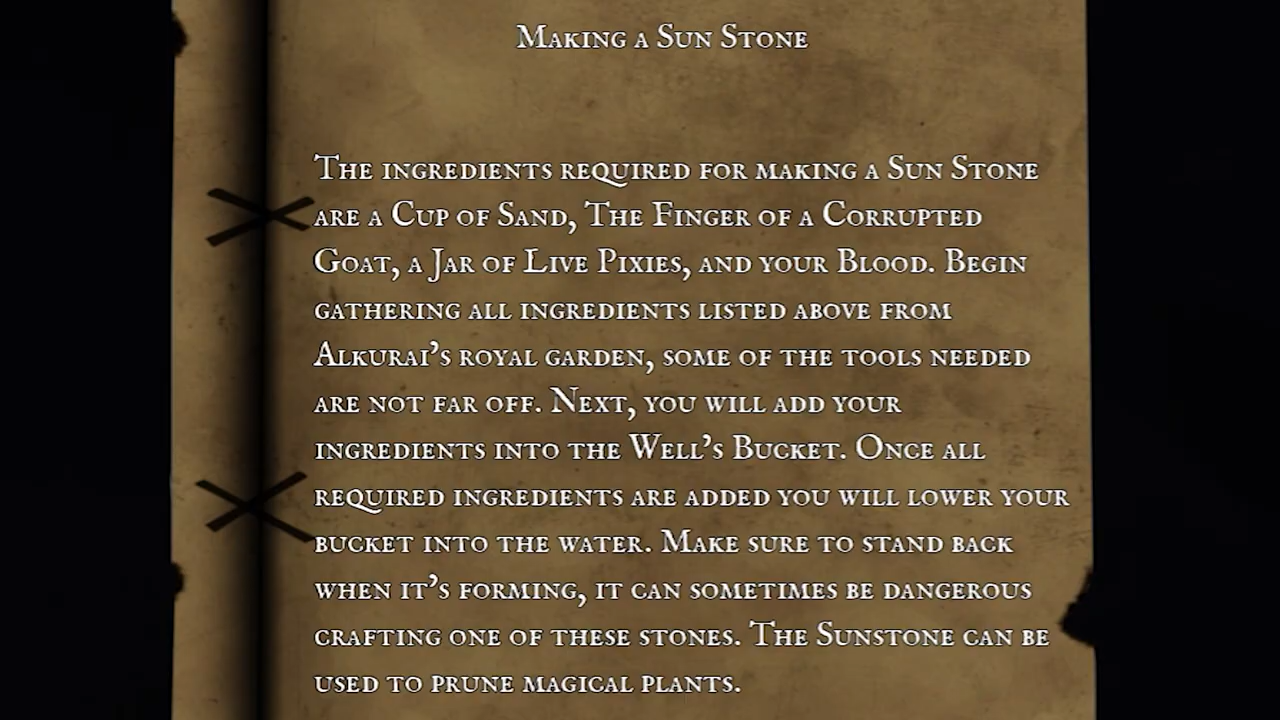 Making a Sun Stone
The ingredients required for making a Sun Stone
are a Cup of Sand, The Finger of a Corrupted
Goat, a Jar of Live Pixies, and your Blood. Begin
gathering all ingredients listed above from
Alkurai's royal garden, some of the tools needed
are not far off. Next, you will add your
ingredients into the Well's Bucket. Once all
required ingredients are added you will lower your
bucket into the water. Make sure to stand back
when it's forming, it can sometimes be dangerous
crafting one of these stones. The Sunstone can be
used to prune magical plants.